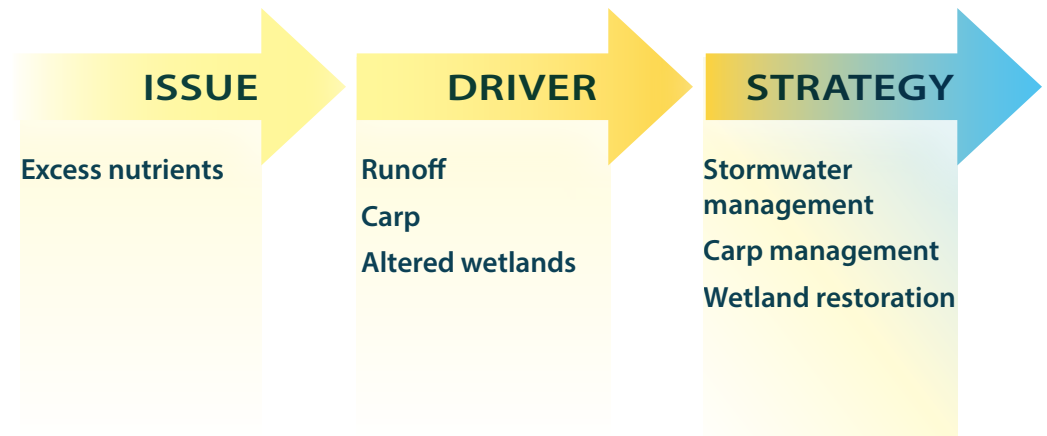 ISSUE
Excess nutrients
DRIVER
Runoff
Carp
Altered wetlands
STRATEGY
Stormwater
management
Carp management
Wetland restoration